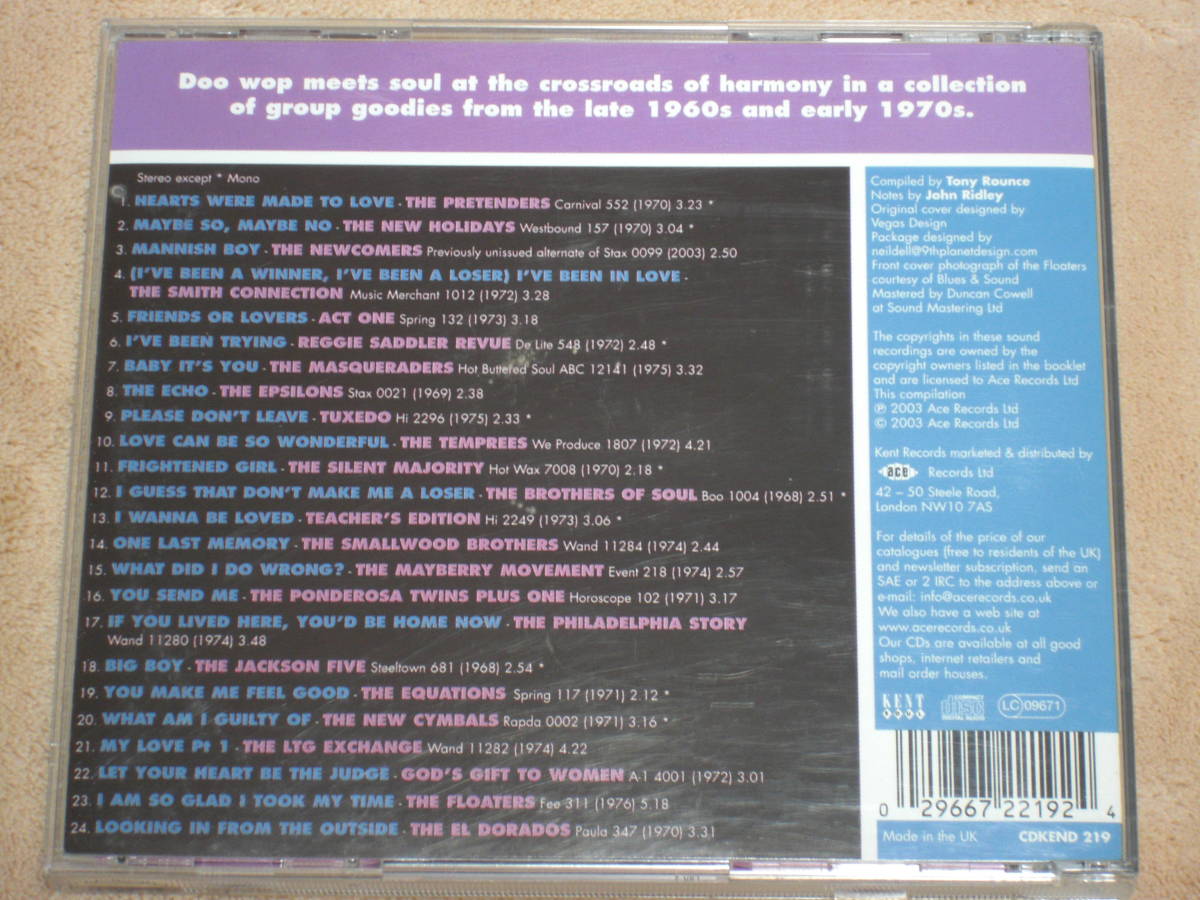 Doo wop meets soul at the crossroads of harmony in a collection
of group goodies from the late 1960s and early 1970s.
Stereo except * Mono
1. HEARTS WERE MADE TO LOVE - THE PRETENDERS Carnival 552 (1970) 3.23 *
2. MAYBE SO, MAYBE NO - THE NEW HOLIDAYS Westbound 157 (1970) 3.04 *
3. MANNISH BOY - THE NEWCOMERS Previously unissued alternate of Stax 0099 (2003) 2.50
4. (I'VE BEEN A WINNER, I'VE BEEN A LOSER) I'VE BEEN IN LOVE -
THE SMITH CONNECTION Music Merchant 1012 (1972) 3.28
5. FRIENDS OR LOVERS - ACT ONE Spring 132 (1973) 3.18
6. I'VE BEEN TRYING - REGGIE SADDLER REVUE De Lite 548 (1972) 2.48 *
7. BABY IT'S YOU - THE MASQUERADERS Hot Buttered Soul ABC 12141 (1975) 3.32
8. THE ECHO - THE EPSILONS Stax 0021 (1969) 2.38
9. PLEASE DON'T LEAVE - TUXEDO Hi 2296 (1975) 2.33 *
10. LOVE CAN BE SO WONDERFUL - THE TEMPREES We Produce 1807 (1972) 4.21
11. FRIGHTENED GIRL - THE SILENT MAJORITY Hot Wax 7008 (1970) 2.18 *
12. I GUESS THAT DON'T MAKE ME A LOSER - THE BROTHERS OF SOUL Boo 1004 (1968) 2.51 *
13. I WANNA BE LOVED - TEACHER'S EDITION Hi 2249 (1973) 3.06 *
14. ONE LAST MEMORY - THE SMALLWOOD BROTHERS Wand 11284 (1974) 2.44
15. WHAT DID I DO WRONG? - THE MAYBERRY MOVEMENT Event 218 (1974) 2.57
16. YOU SEND ME - THE PONDEROSA TWINS PLUS ONE Horoscope 102 (1971) 3.17
17. IF YOU LIVED HERE, YOU'D BE HOME NOW - THE PHILADELPHIA STORY
Wand 11280 (1974) 3.48
18. BIG BOY - THE JACKSON FIVE Steeltown 681 (1968) 2.54 *
19. YOU MAKE ME FEEL GOOD - THE EQUATIONS Spring 117 (1971) 2.12 *
20. WHAT AM I GUILTY OF - THE NEW CYMBALS Rapda 0002 (1971) 3.16 *
21. MY LOVE Pt 1 - THE LTG EXCHANGE Wand 11282 (1974) 4.22
22. LET YOUR HEART BE THE JUDGE - GOD'S GIFT TO WOMEN A-1 4001 (1972) 3.01
23. I AM SO GLAD I TOOK MY TIME - THE FLOATERS Fee 311 (1976) 5.18
24. LOOKING IN FROM THE OUTSIDE - THE EL DORADOS Paula 347 (1970) 3.31
Compiled by Tony Rounce
Notes by John Ridley
Original cover designed by
Vegas Design
Package designed by
neildell@9thplanetdesign.com
Front cover photograph of the Floaters
courtesy of Blues & Sound
Mastered by Duncan Cowell
at Sound Mastering Ltd
The copyrights in these sound
recordings are owned by the
copyright owners listed in the booklet
and are licensed to Ace Records Ltd
This compilation
℗ 2003 Ace Records Ltd
© 2003 Ace Records Ltd
Kent Records marketed & distributed by
ace Records Ltd
42 – 50 Steele Road,
London NW10 7AS
For details of the price of our
catalogues (free to residents of the UK)
and newsletter subscription, send an
SAE or 2 IRC to the address above or
e-mail: info@acerecords.co.uk
We also have a web site at
www.acerecords.co.uk
Our CDs are available at all good
shops, internet retailers and
mail order houses.
KENT SOUL COMPACT disc DIGITAL AUDIO LC 09671
0 29667 22192 4
Made in the UK CDKEND 219